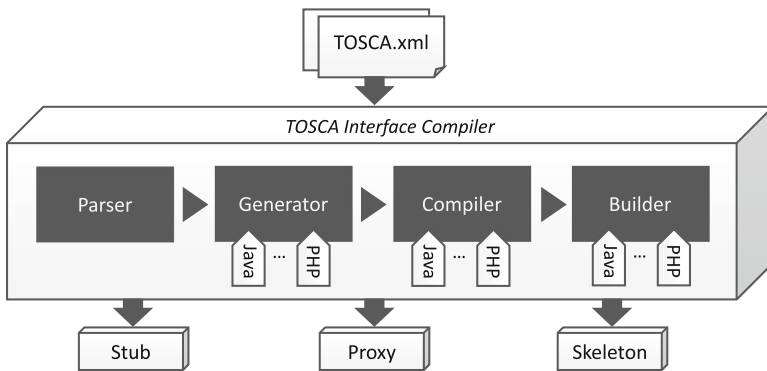 TOSCA.xml
TOSCA Interface Compiler
Parser
Generator
Compiler
Builder
Java
...
PHP
Java
...
PHP
Java
...
PHP
Stub
Proxy
Skeleton